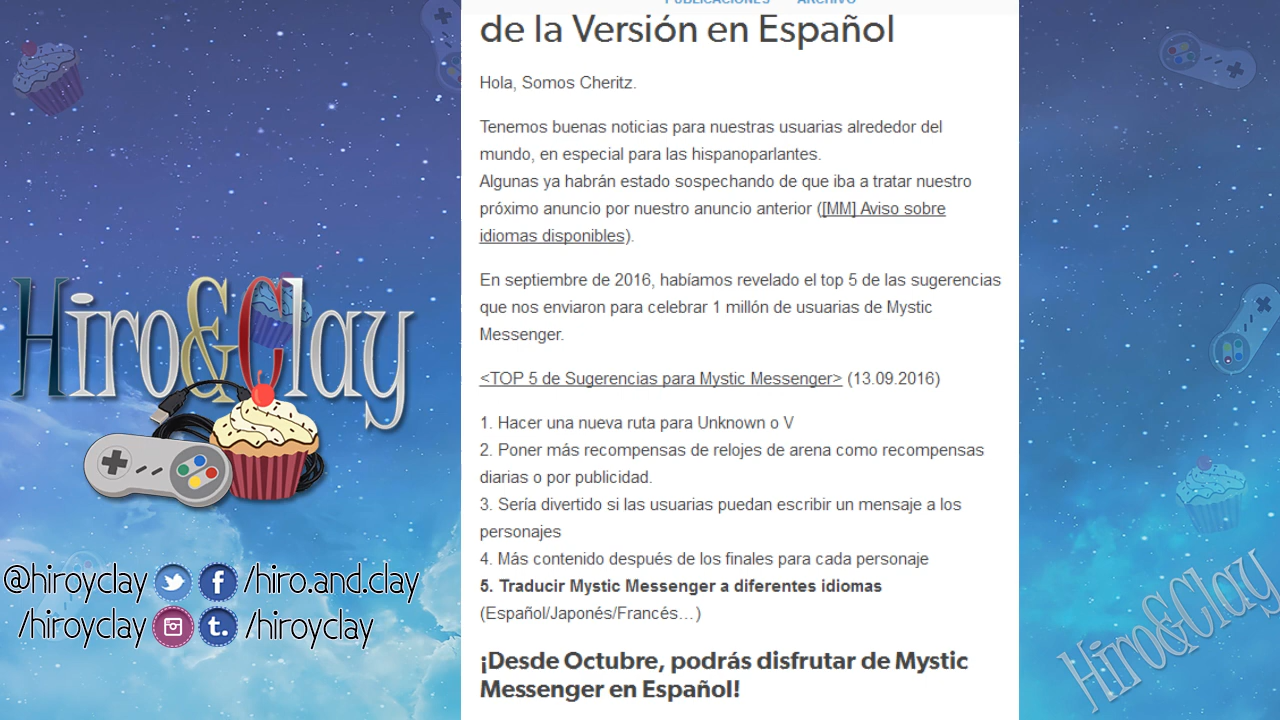 PUBLICACIONES ARCHIVO
de la Versión en Español
Hola, Somos Cheritz.
Tenemos buenas noticias para nuestras usuarias alrededor del
mundo, en especial para las hispanoparlantes.
Algunas ya habrán estado sospechando de que iba a tratar nuestro
próximo anuncio por nuestro anuncio anterior ([MM] Aviso sobre
idiomas disponibles).
En septiembre de 2016, habíamos revelado el top 5 de las sugerencias
que nos enviaron para celebrar 1 millón de usuarias de Mystic
Messenger.
<TOP 5 de Sugerencias para Mystic Messenger> (13.09.2016)
1. Hacer una nueva ruta para Unknown o V
2. Poner más recompensas de relojes de arena como recompensas
diarias o por publicidad.
3. Sería divertido si las usuarias puedan escribir un mensaje a los
personajes
4. Más contenido después de los finales para cada personaje
5. Traducir Mystic Messenger a diferentes idiomas
(Español/Japonés/Francés…)
¡Desde Octubre, podrás disfrutar de Mystic
Messenger en Español!
Hiro&Clay
@hiroyclay /hiro.and.clay
/hiroyclay /hiroyclay
Hiro&Clay